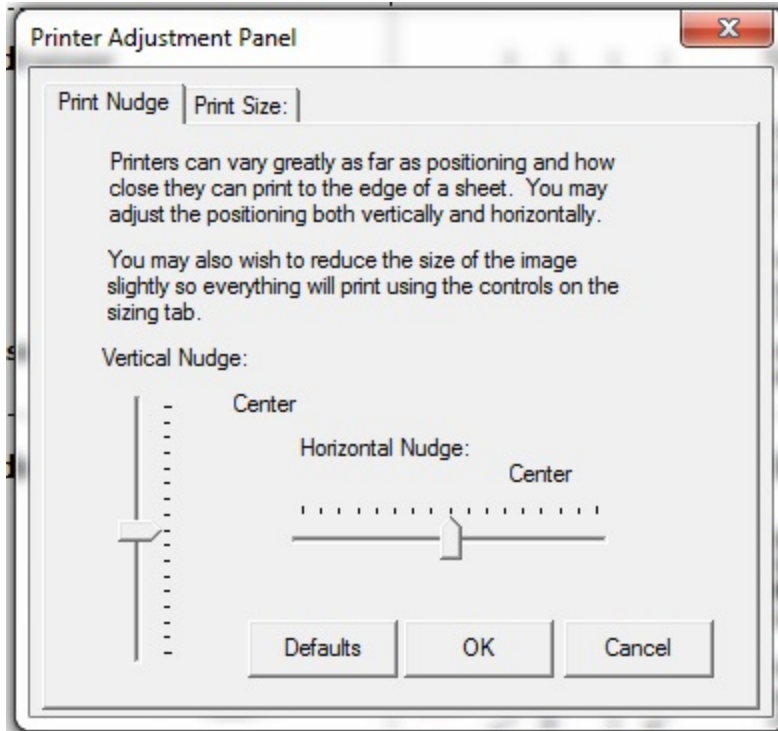 Printer Adjustment Panel
Print Nudge
Print Size:
Printers can vary greatly as far as positioning and how
close they can print to the edge of a sheet. You may
adjust the positioning both vertically and horizontally.
You may also wish to reduce the size of the image
slightly so everything will print using the controls on the
sizing tab.
Vertical Nudge:
Center
Horizontal Nudge:
Center
Defaults
OK
Cancel